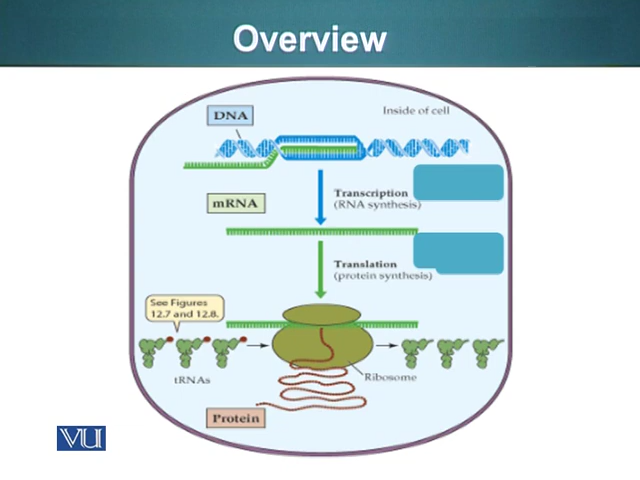 Overview
DNA
Inside of cell
Transcription
(RNA synthesis)
mRNA
Translation
(protein synthesis)
See Figures
12.7 and 12.8.
tRNAs
Ribosome
Protein
VU